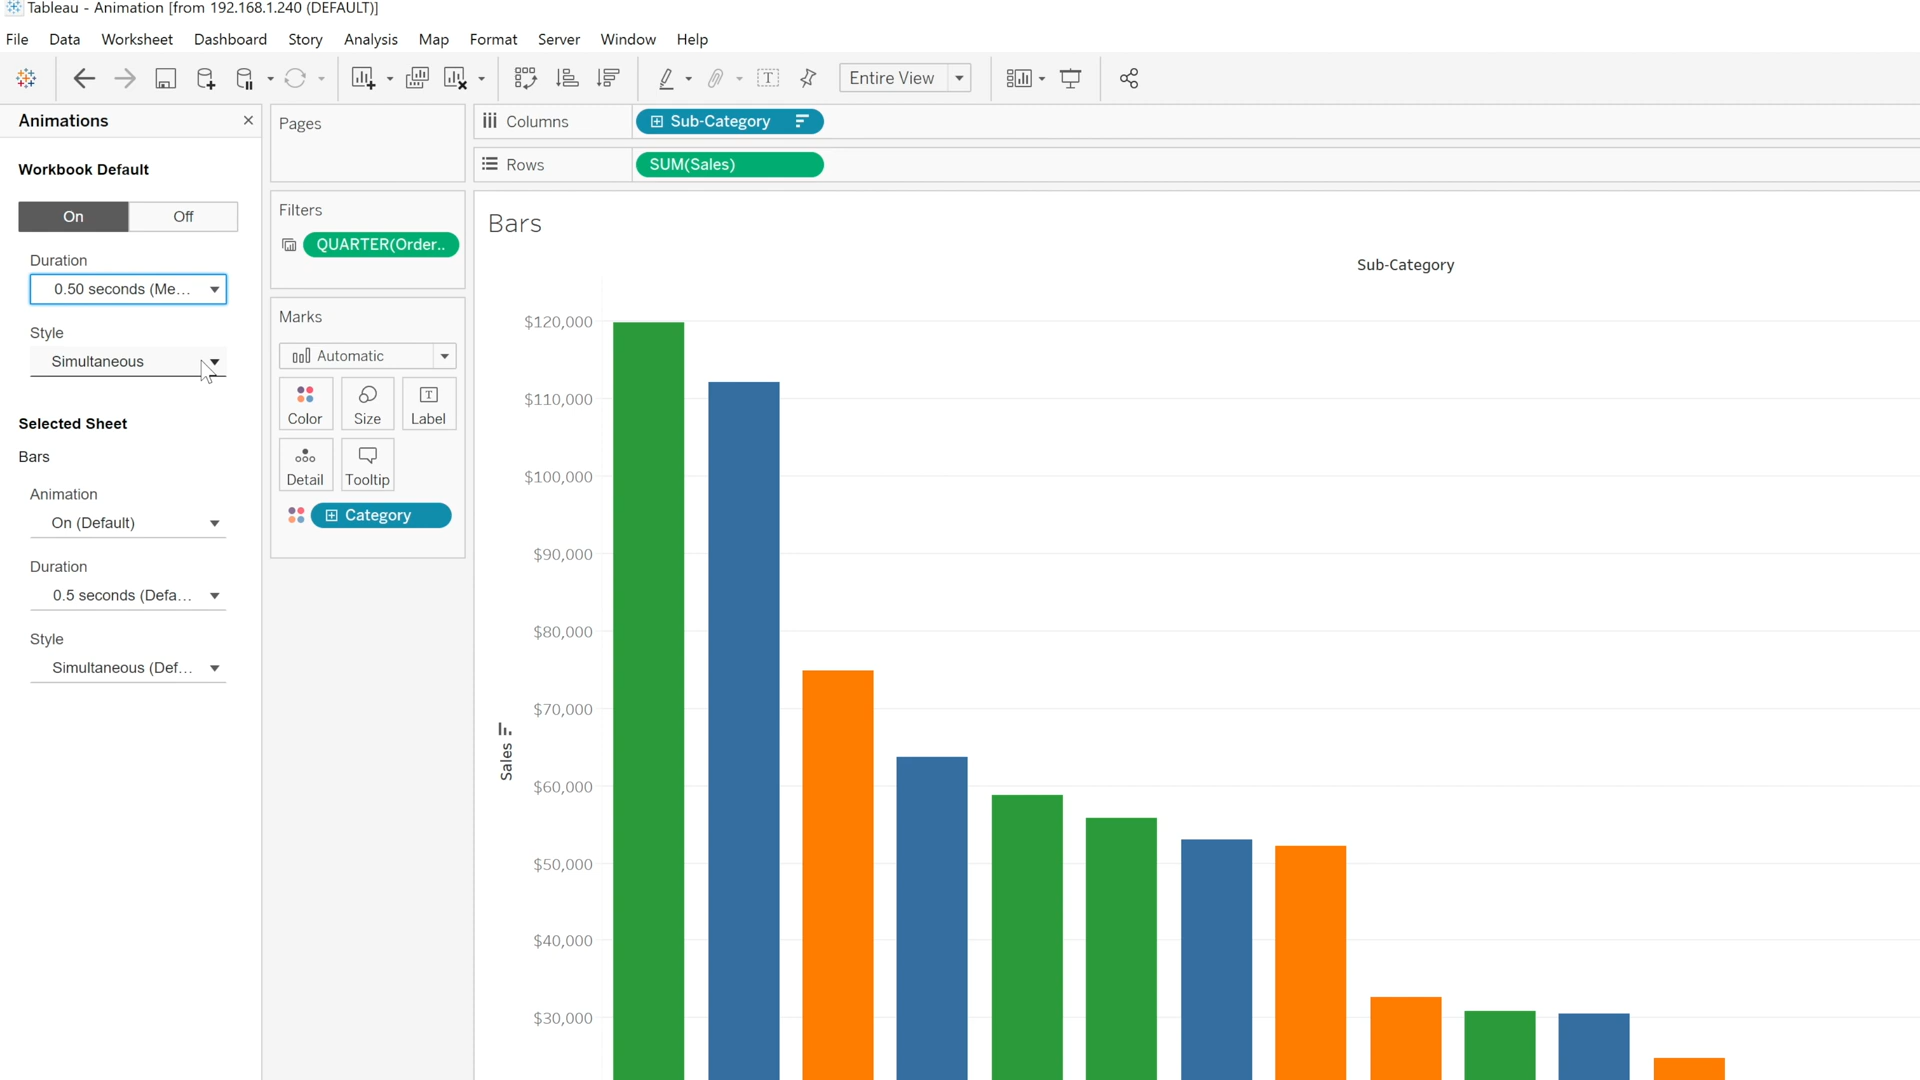 Tableau - Animation [from 192.168.1.240 (DEFAULT)]
File Data Worksheet Dashboard Story Analysis Map Format Server Window Help
Entire View
Animations
Workbook Default
On Off
Duration
0.50 seconds (Me...
Style
Simultaneous
Selected Sheet
Bars
Animation
On (Default)
Duration
0.5 seconds (Defa...
Style
Simultaneous (Def...
Pages
Filters
QUARTER(Order..
Marks
Automatic
Color Size Label
Detail Tooltip
Category
Columns Sub-Category
Rows SUM(Sales)
Bars
Sub-Category
$120,000
$110,000
$100,000
$90,000
$80,000
$70,000
$60,000
$50,000
$40,000
$30,000
Sales